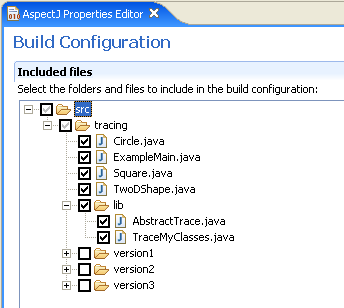 AspectJ Properties Editor
Build Configuration
Included files
Select the folders and files to include in the build configuration:
src
tracing
Circle.java
ExampleMain.java
Square.java
TwoDShape.java
lib
AbstractTrace.java
TraceMyClasses.java
version1
version2
version3